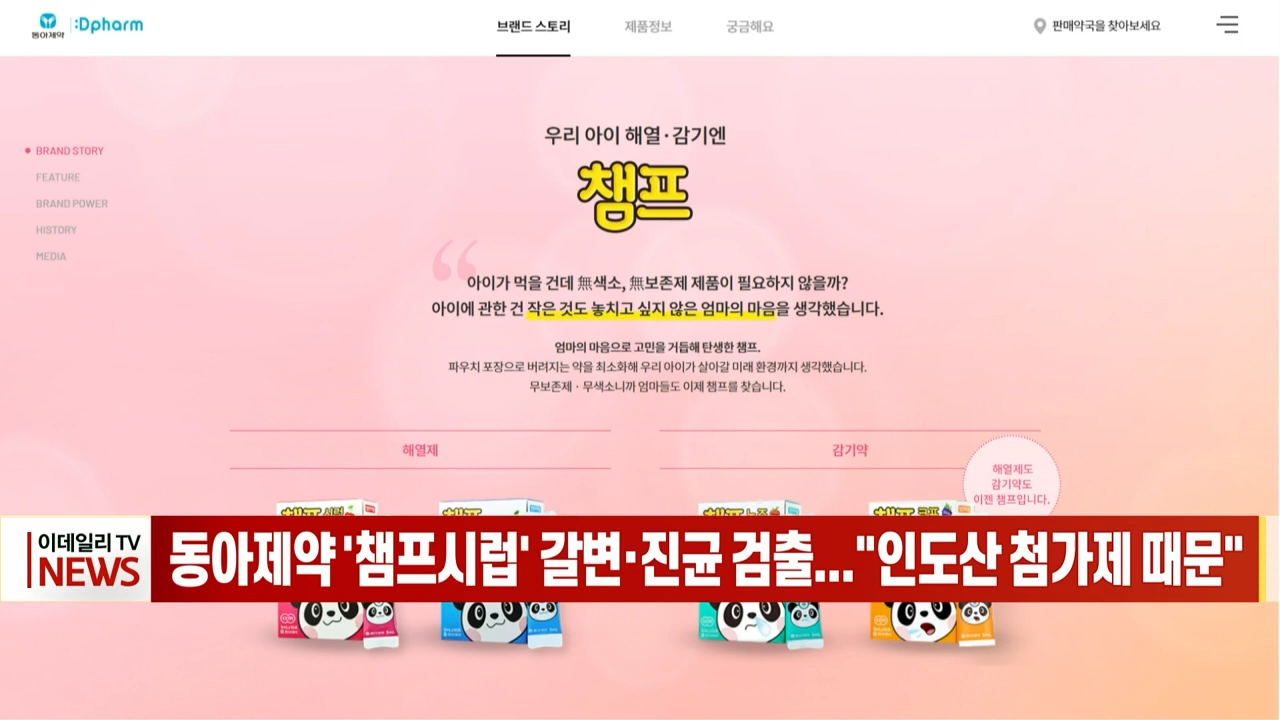 동아제약
:Dpharm
브랜드 스토리
제품정보
궁금해요
판매약국을 찾아보세요
BRAND STORY
FEATURE
BRAND POWER
HISTORY
MEDIA
우리 아이 해열·감기엔
챔프
“
아이가 먹을 건데 無색소, 無보존제 제품이 필요하지 않을까?
아이에 관한 건 작은 것도 놓치고 싶지 않은 엄마의 마음을 생각했습니다.
엄마의 마음으로 고민을 거듭해 탄생한 챔프.
파우치 포장으로 버려지는 약을 최소화해 우리 아이가 살아갈 미래 환경까지 생각했습니다.
무보존제 · 무색소니까 엄마들도 이제 챔프를 찾습니다.
해열제
감기약
해열제도
감기약도
이젠 챔프입니다.
이데일리 TV
NEWS
동아제약 '챔프시럽' 갈변·진균 검출... "인도산 첨가제 때문"